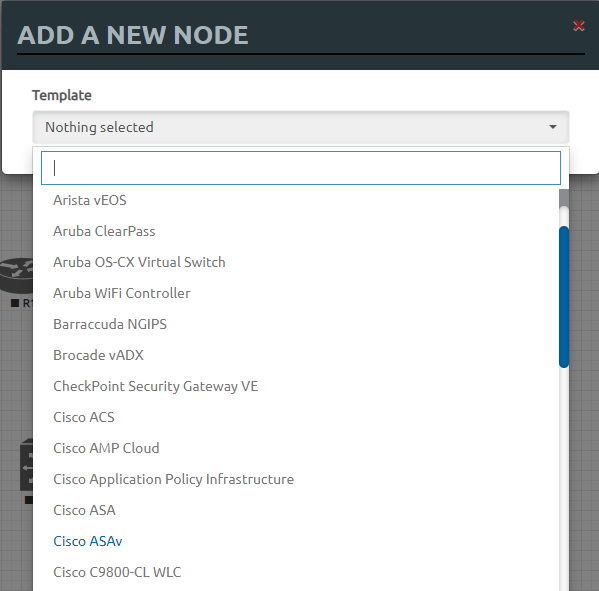 ADD A NEW NODE
Template
Nothing selected
Arista vEOS
Aruba ClearPass
Aruba OS-CX Virtual Switch
Aruba WiFi Controller
Barraccuda NGIPS
Brocade vADX
CheckPoint Security Gateway VE
Cisco ACS
Cisco AMP Cloud
Cisco Application Policy Infrastructure
Cisco ASA
Cisco ASAv
Cisco C9800-CL WLC